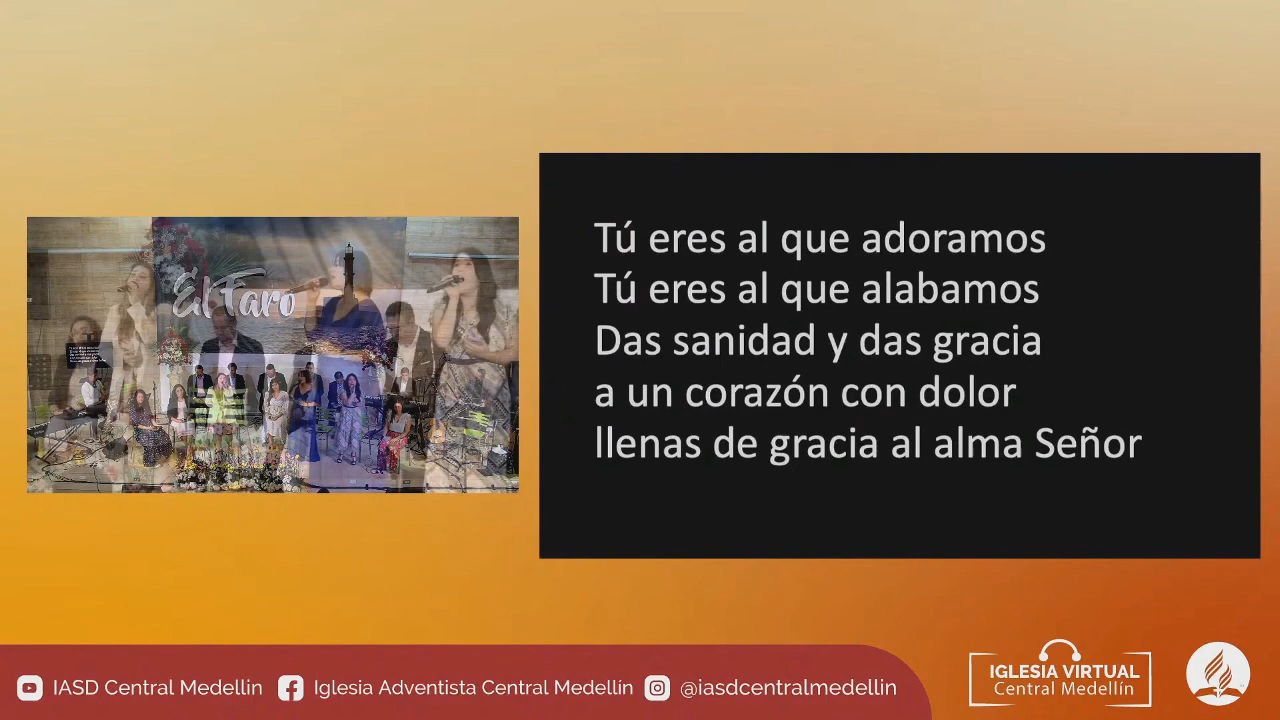 El Faro
Tú eres al que adoramos
Tú eres al que alabamos
Das sanidad y das gracia
a un corazón con dolor
llenas de gracia al alma Señor
IASD Central Medellin
Iglesia Adventista Central Medellín
@iasdcentralmedellin
IGLESIA VIRTUAL
Central Medellín